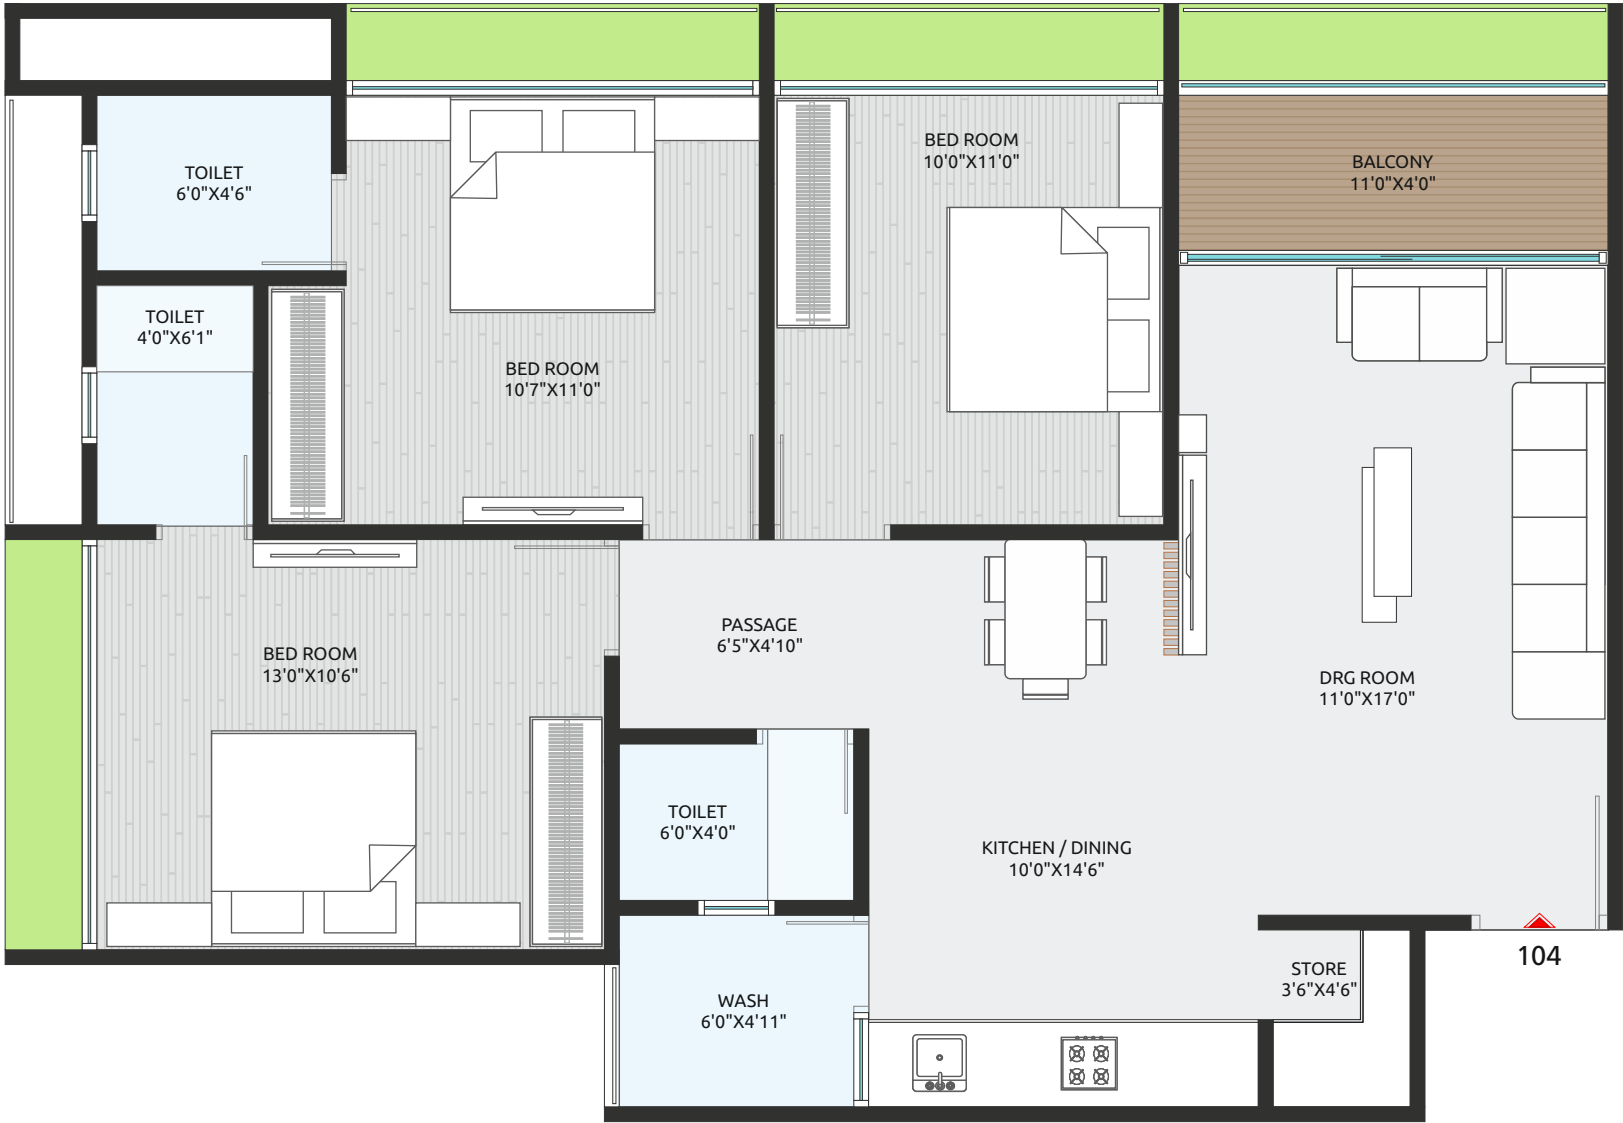 TOILET
6'0"X4'6"
BED ROOM
10'0"X11'0"
BALCONY
11'0"X4'0"
TOILET
4'0"X6'1"
BED ROOM
10'7"X11'0"
PASSAGE
6'5"X4'10"
BED ROOM
13'0"X10'6"
DRG ROOM
11'0"X17'0"
TOILET
6'0"X4'0"
KITCHEN / DINING
10'0"X14'6"
104
STORE
3'6"X4'6"
WASH
6'0"X4'11"